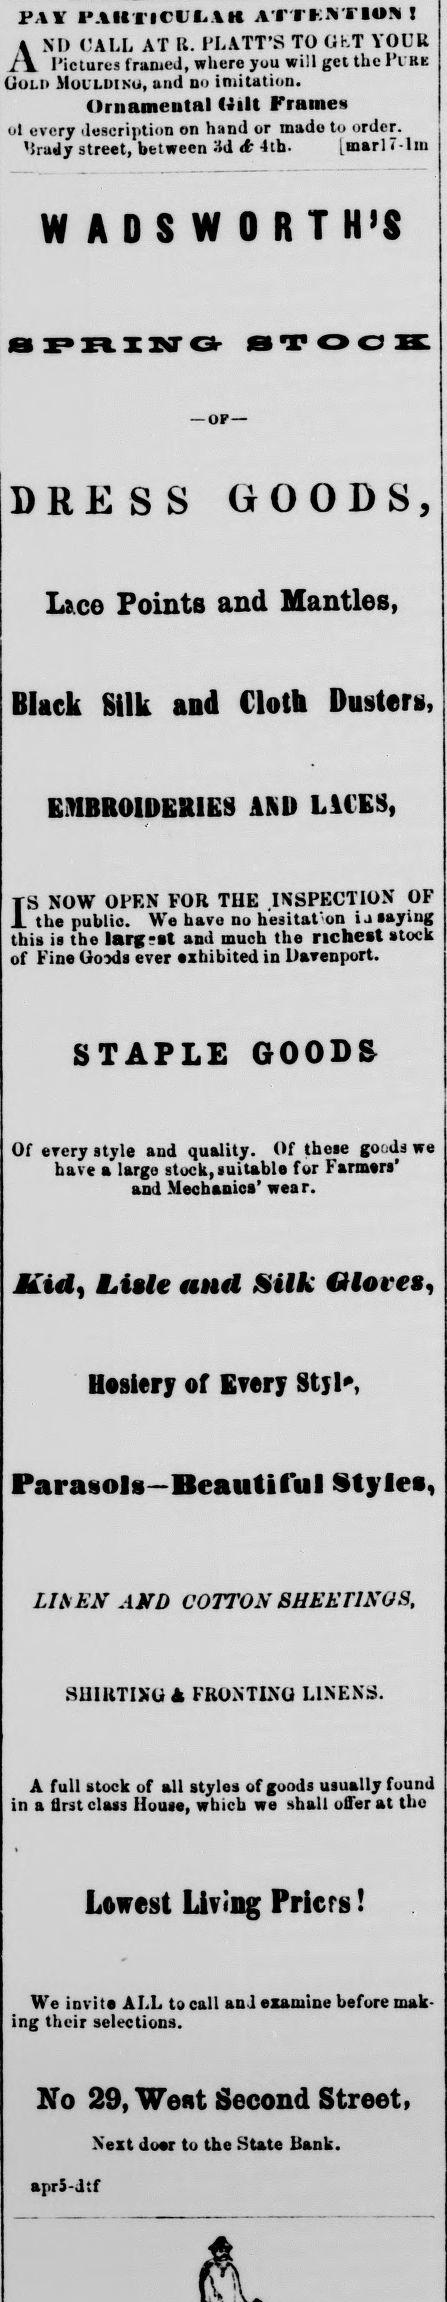 PAY PARTICULAR ATTENTION!
AND CALL AT R. PLATT'S TO GET YOUR
Pictures framed, where you will get the PURE
GOLD MOULDING, and no imitation.
Ornamental Gilt Frames
of every description on hand or made to order.
Brady street, between 3d & 4th. [mar17-1m
WADSWORTH'S
SPRING STOCK
—OF—
DRESS GOODS,
Lace Points and Mantles,
Black Silk and Cloth Dusters,
EMBROIDERIES AND LACES,
IS NOW OPEN FOR THE INSPECTION OF
the public. We have no hesitation in saying
this is the largest and much the richest stock
of Fine Goods ever exhibited in Davenport.
STAPLE GOODS
Of every style and quality. Of these goods we
have a large stock, suitable for Farmers'
and Mechanics' wear.
Kid, Lisle and Silk Gloves,
Hosiery of Every Style,
Parasols—Beautiful Styles,
LINEN AND COTTON SHEETINGS,
SHIRTING & FRONTING LINENS.
A full stock of all styles of goods usually found
in a first class House, which we shall offer at the
Lowest Living Prices!
We invite ALL to call and examine before mak-
ing their selections.
No 29, West Second Street,
Next door to the State Bank.
apr5-dtf